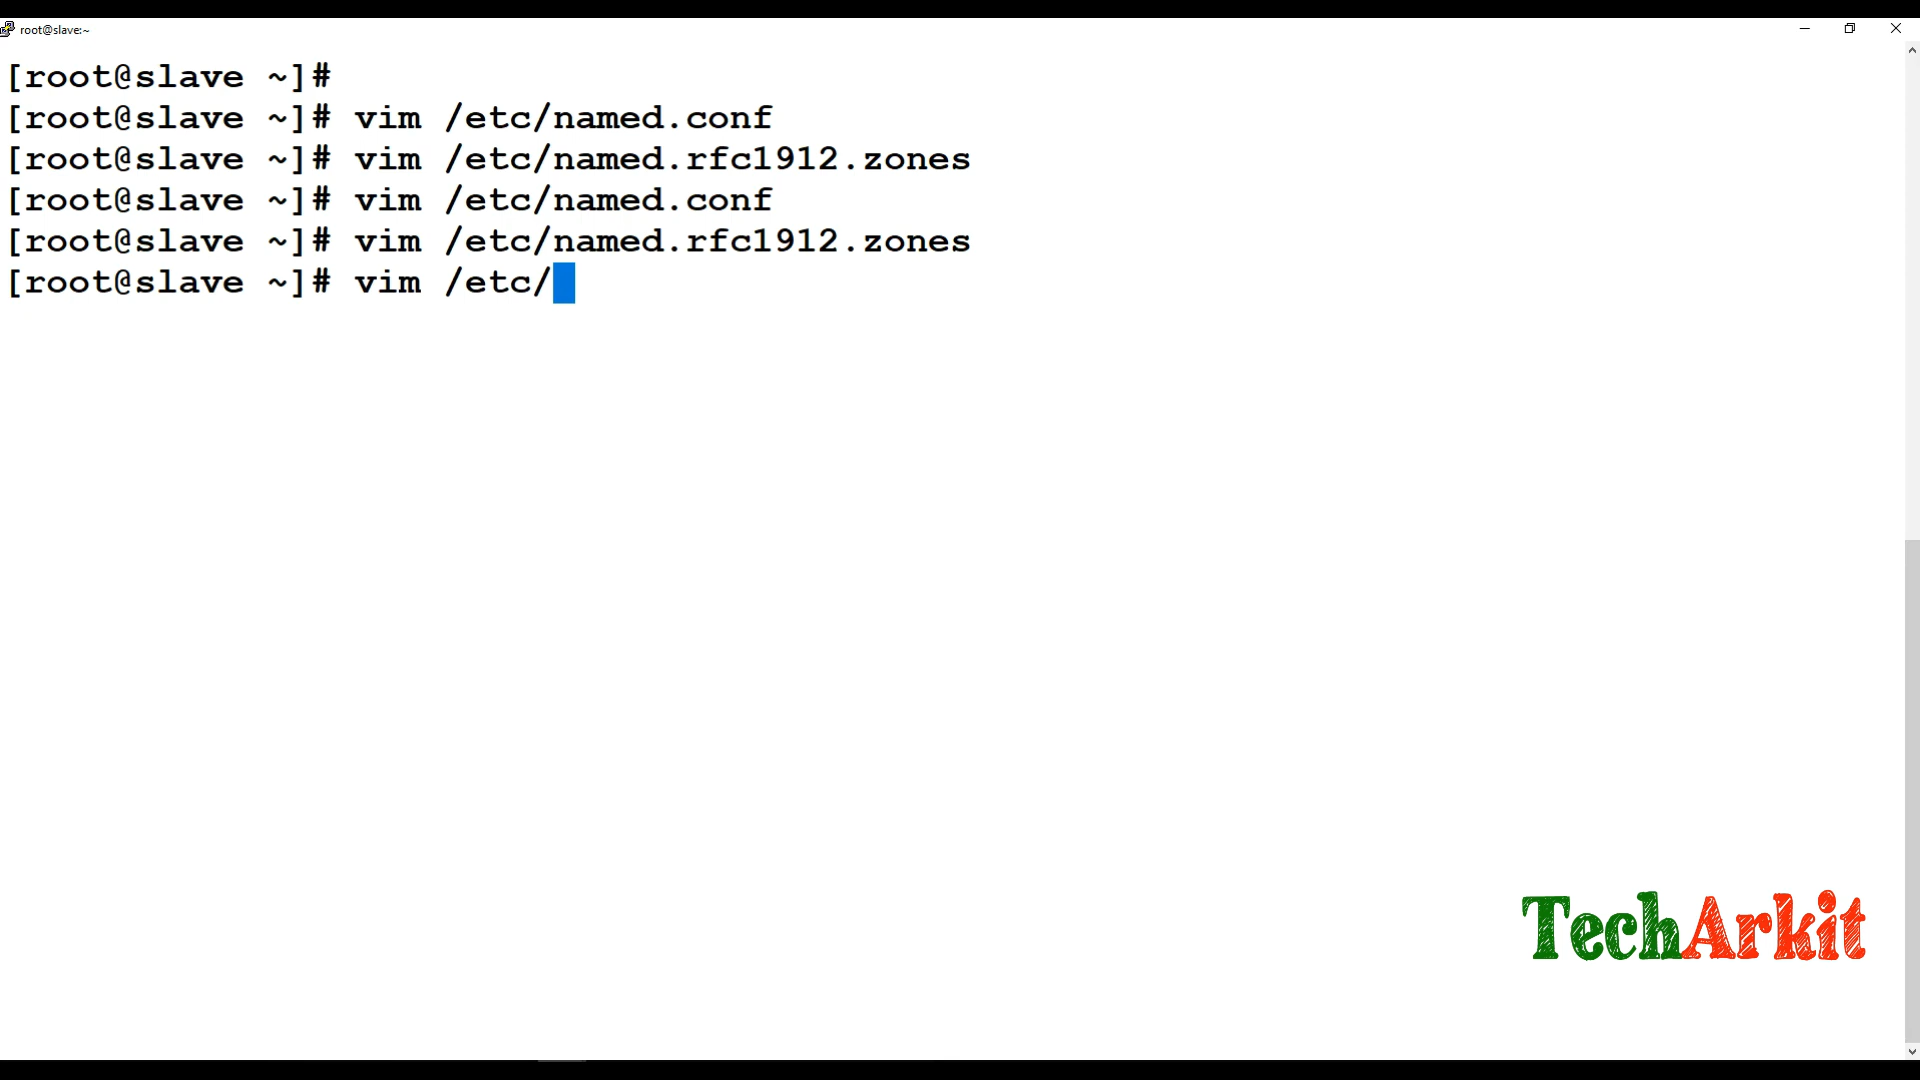 root@slave:~
[root@slave ~]#
[root@slave ~]# vim /etc/named.conf
[root@slave ~]# vim /etc/named.rfc1912.zones
[root@slave ~]# vim /etc/named.conf
[root@slave ~]# vim /etc/named.rfc1912.zones
[root@slave ~]# vim /etc/
TechArkit